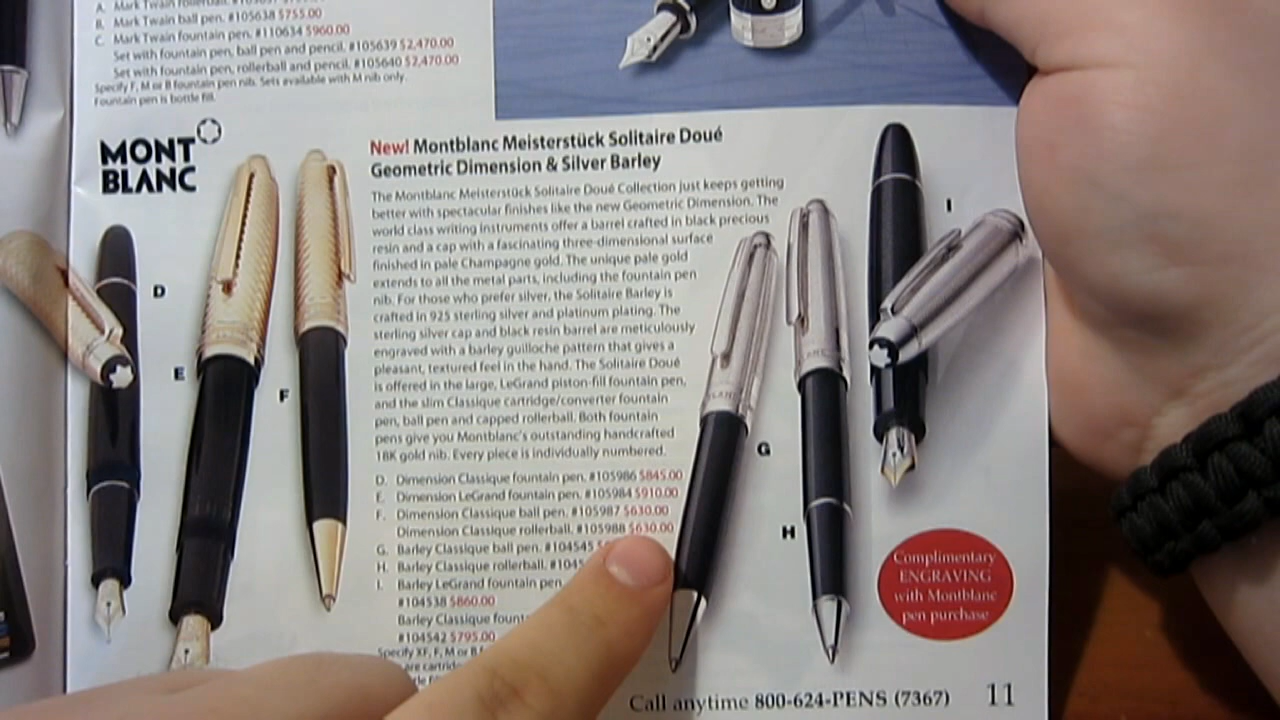 A. Mark Twain rollerball.
B. Mark Twain ball pen. #105638 $755.00
C. Mark Twain fountain pen. #110634 $960.00
Set with fountain pen, ball pen and pencil. #105639 $2,470.00
Set with fountain pen, rollerball and pencil. #105640 $2,470.00
Specify F, M or B fountain pen nib. Sets available with M nib only.
Fountain pen is bottle fill.
MONT
BLANC
New! Montblanc Meisterstück Solitaire Doué
Geometric Dimension & Silver Barley
The Montblanc Meisterstück Solitaire Doué Collection just keeps getting
better with spectacular finishes like the new Geometric Dimension. The
world class writing instruments offer a barrel crafted in black precious
resin and a cap with a fascinating three-dimensional surface
finished in pale Champagne gold. The unique pale gold
extends to all the metal parts, including the fountain pen
nib. For those who prefer silver, the Solitaire Barley is
crafted in 925 sterling silver and platinum plating. The
sterling silver cap and black resin barrel are meticulously
engraved with a barley guilloche pattern that gives a
pleasant, textured feel in the hand. The Solitaire Doué
is offered in the large, LeGrand piston-fill fountain pen,
and the slim Classique cartridge/converter fountain
pen, ball pen and capped rollerball. Both fountain
pens give you Montblanc's outstanding handcrafted
18K gold nib. Every piece is individually numbered.
D. Dimension Classique fountain pen. #105986 $845.00
E. Dimension LeGrand fountain pen. #105984 $910.00
F. Dimension Classique ball pen. #105987 $630.00
Dimension Classique rollerball. #105988 $630.00
G. Barley Classique ball pen. #104545
H. Barley Classique rollerball.
I. Barley LeGrand fountain pen
#104538 $860.00
Barley Classique
#104542 $795.00
Specify XF, F, M or B
are
D
E
F
G
H
I
Complimentary
ENGRAVING
with Montblanc
pen purchase
Call anytime 800-624-PENS (7367) 11